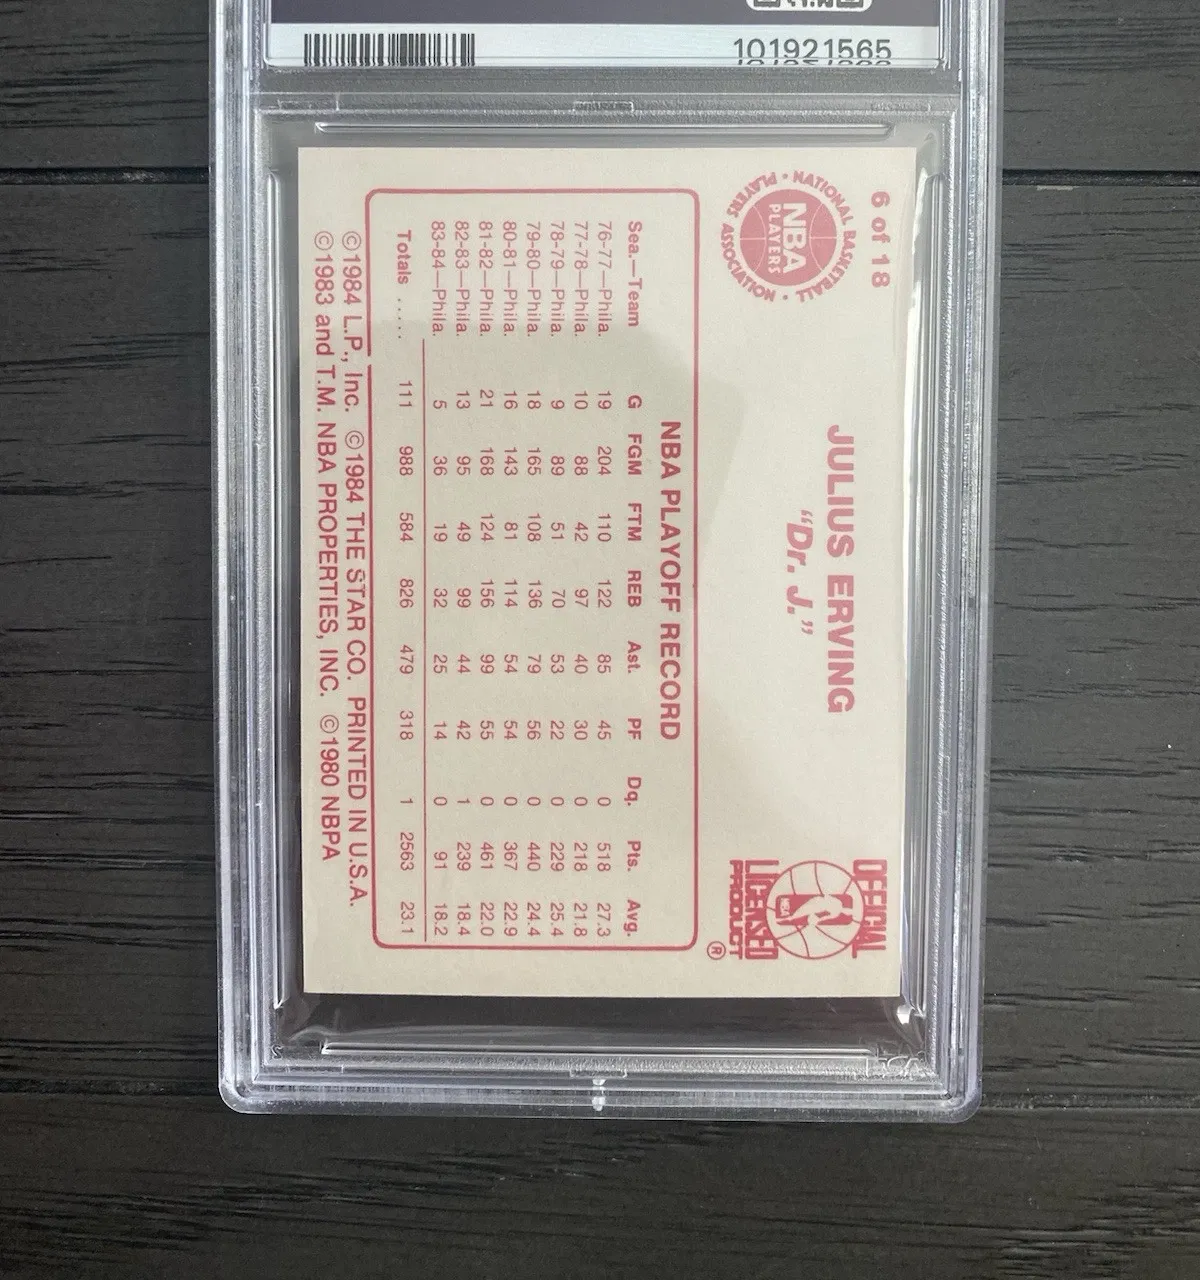 101921565
6 of 18
NATIONAL BASKETBALL PLAYERS ASSOCIATION
NBA
PLAYERS
JULIUS ERVING
"Dr. J."
OFFICIAL
NBA
LICENSED
PRODUCT
®
NBA PLAYOFF RECORD
Sea.—Team G FGM FTM REB Ast. PF Dq. Pts. Avg.
76-77—Phila. 19 204 110 122 85 45 0 518 27.3
77-78—Phila. 10 88 42 97 40 30 0 218 21.8
78-79—Phila. 9 89 51 70 53 22 0 229 25.4
79-80—Phila. 18 165 108 136 79 56 0 440 24.4
80-81—Phila. 16 143 81 114 54 54 0 367 22.9
81-82—Phila. 21 168 124 156 99 55 0 461 22.0
82-83—Phila. 13 95 49 99 44 42 1 239 18.4
83-84—Phila. 5 36 19 32 25 14 0 91 18.2
Totals ..... 111 988 584 826 479 318 1 2563 23.1
©1984 L.P., Inc. ©1984 THE STAR CO. PRINTED IN U.S.A.
©1983 and T.M. NBA PROPERTIES, INC. ©1980 NBPA